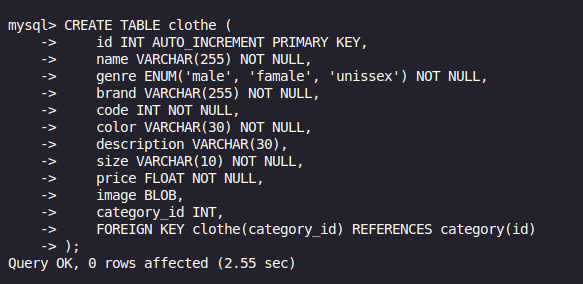 mysql> CREATE TABLE clothe (
    ->     id INT AUTO_INCREMENT PRIMARY KEY,
    ->     name VARCHAR(255) NOT NULL,
    ->     genre ENUM('male', 'famale', 'unissex') NOT NULL,
    ->     brand VARCHAR(255) NOT NULL,
    ->     code INT NOT NULL,
    ->     color VARCHAR(30) NOT NULL,
    ->     description VARCHAR(30),
    ->     size VARCHAR(10) NOT NULL,
    ->     price FLOAT NOT NULL,
    ->     image BLOB,
    ->     category_id INT,
    ->     FOREIGN KEY clothe(category_id) REFERENCES category(id)
    -> );
Query OK, 0 rows affected (2.55 sec)